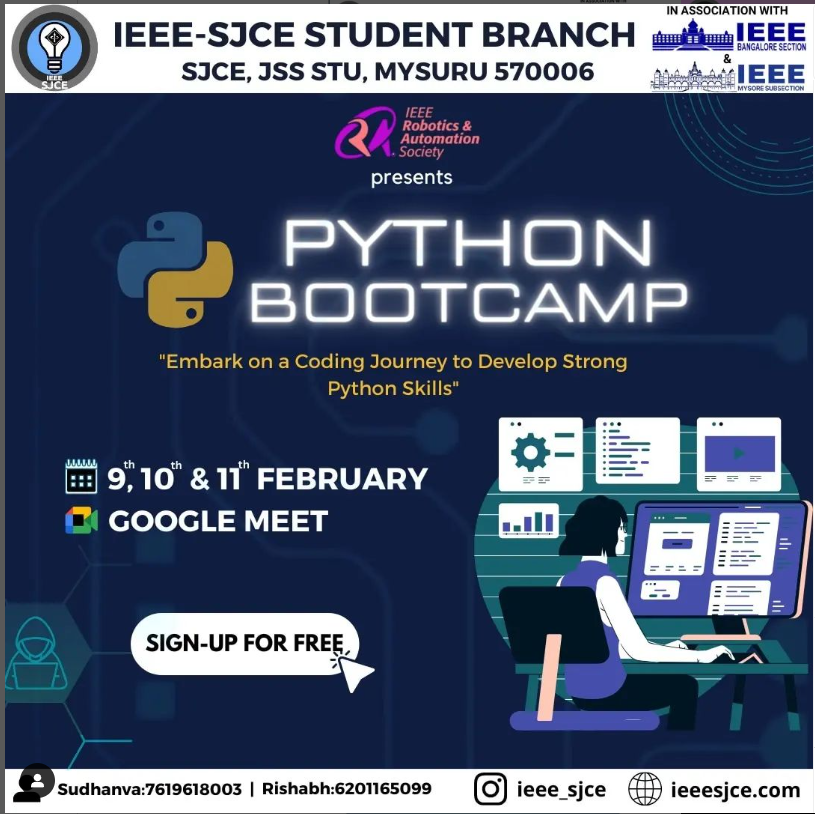 IEEE-SJCE STUDENT BRANCH
SJCE, JSS STU, MYSURU 570006
IEEE
SJCE
IN ASSOCIATION WITH
IEEE
BANGALORE SECTION
&
IEEE
MYSORE SUBSECTION
IEEE
Robotics &
Automation
Society
presents
PYTHON
BOOTCAMP
"Embark on a Coding Journey to Develop Strong
Python Skills"
9th, 10th & 11th FEBRUARY
GOOGLE MEET
SIGN-UP FOR FREE
Sudhanva:7619618003 | Rishabh:6201165099
ieee_sjce
ieeesjce.com